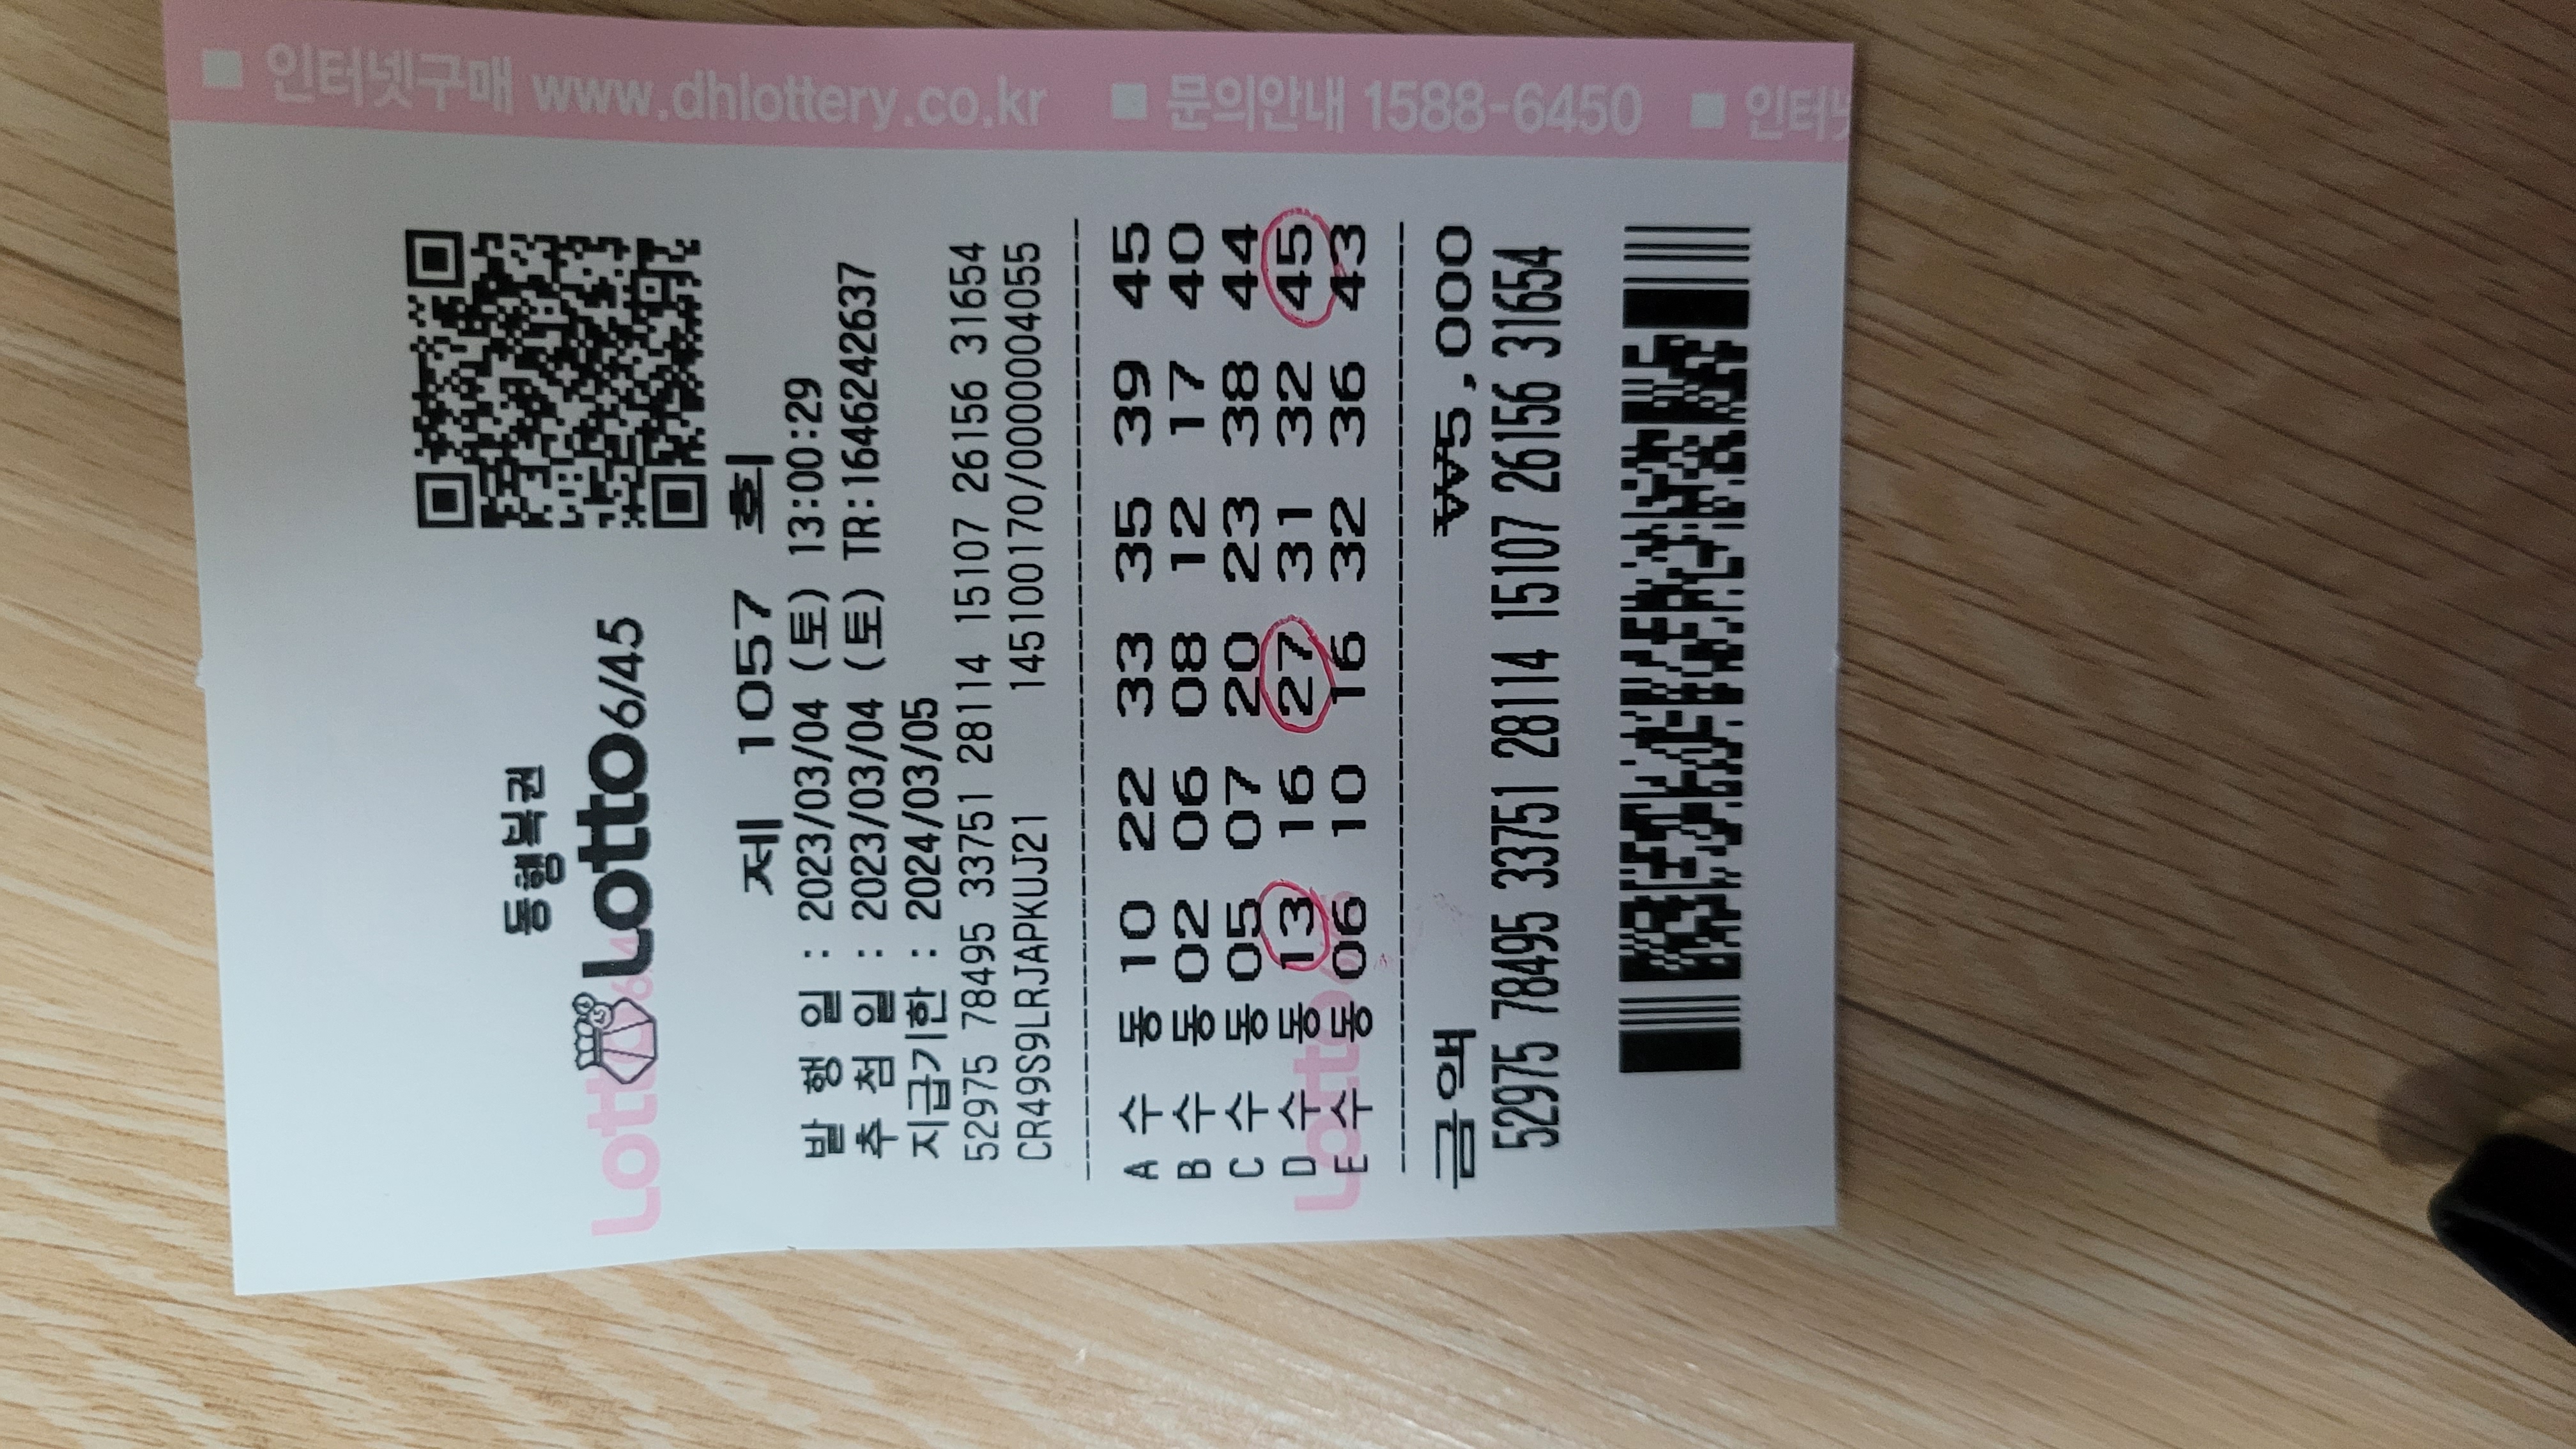 ■ 인터넷구매 www.dhlottery.co.kr ■ 문의안내 1588-6450 ■ 인터넷
동행복권
Lotto6/45
제 1057 회
발 행 일 : 2023/03/04 (토) 13:00:29
추 첨 일 : 2023/03/04 (토) TR:16462422637
지급기한 : 2024/03/05
52975 78495 33751 28114 15107 26156 31654
CR49S9LRJAPKUJ21 145100170/0000004055
A 수 동 10 22 33 35 39 45
B 수 동 02 06 08 12 17 40
C 수 동 05 07 20 23 38 44
D 수 동 13 16 27 31 32 45
E 수 동 06 10 16 32 36 43
금액 ₩5,000
52975 78495 33751 28114 15107 26156 31654